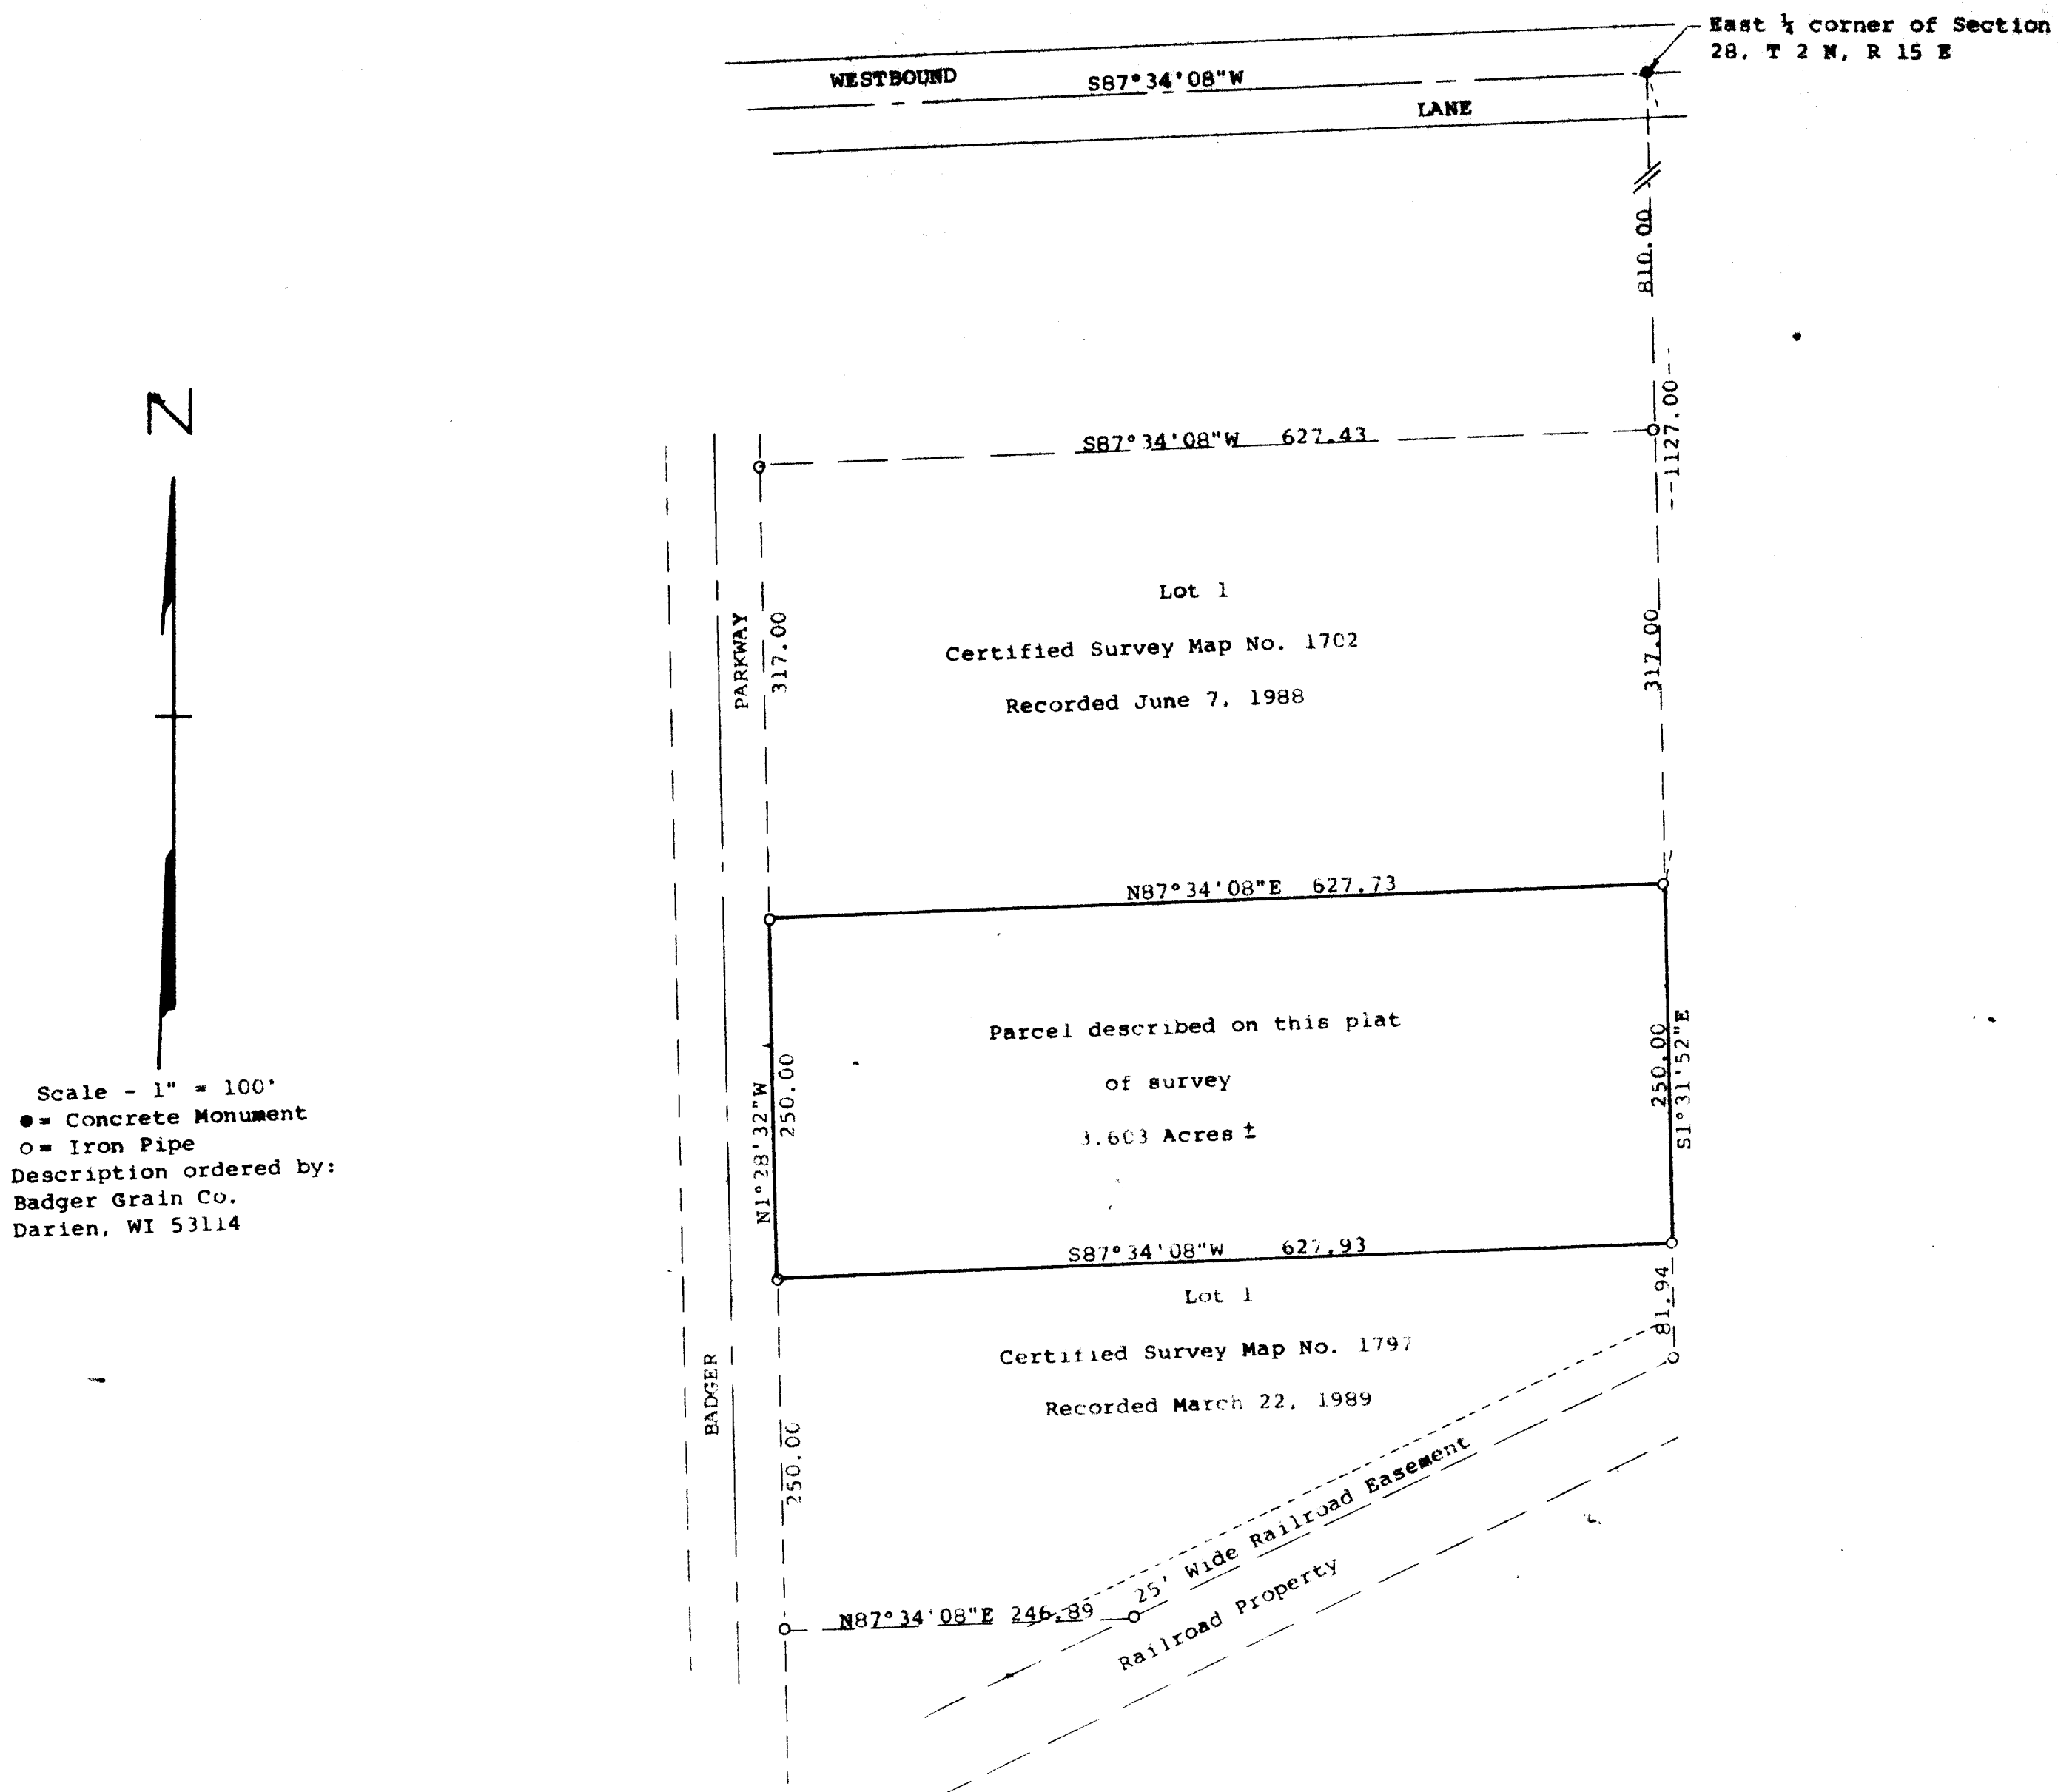 East ¼ corner of Section
28, T 2 N, R 15 E
WESTBOUND
S87°34'08"W
LANE
810.00
1127.00
N
S87°34'08"W 627.43
Lot 1
Certified Survey Map No. 1702
Recorded June 7, 1988
PARKWAY
317.00
317.00
N87°34'08"E 627.73
Parcel described on this plat
of survey
3.603 Acres ±
N1°28'32"W
250.00
250.00
S1°31'52"E
Scale - 1" = 100'
●= Concrete Monument
○= Iron Pipe
Description ordered by:
Badger Grain Co.
Darien, WI 53114
S87°34'08"W 627.93
Lot 1
Certified Survey Map No. 1797
Recorded March 22, 1989
81.94
BADGER
250.00
25' Wide Railroad Easement
N87°34'08"E 246.89
Railroad Property